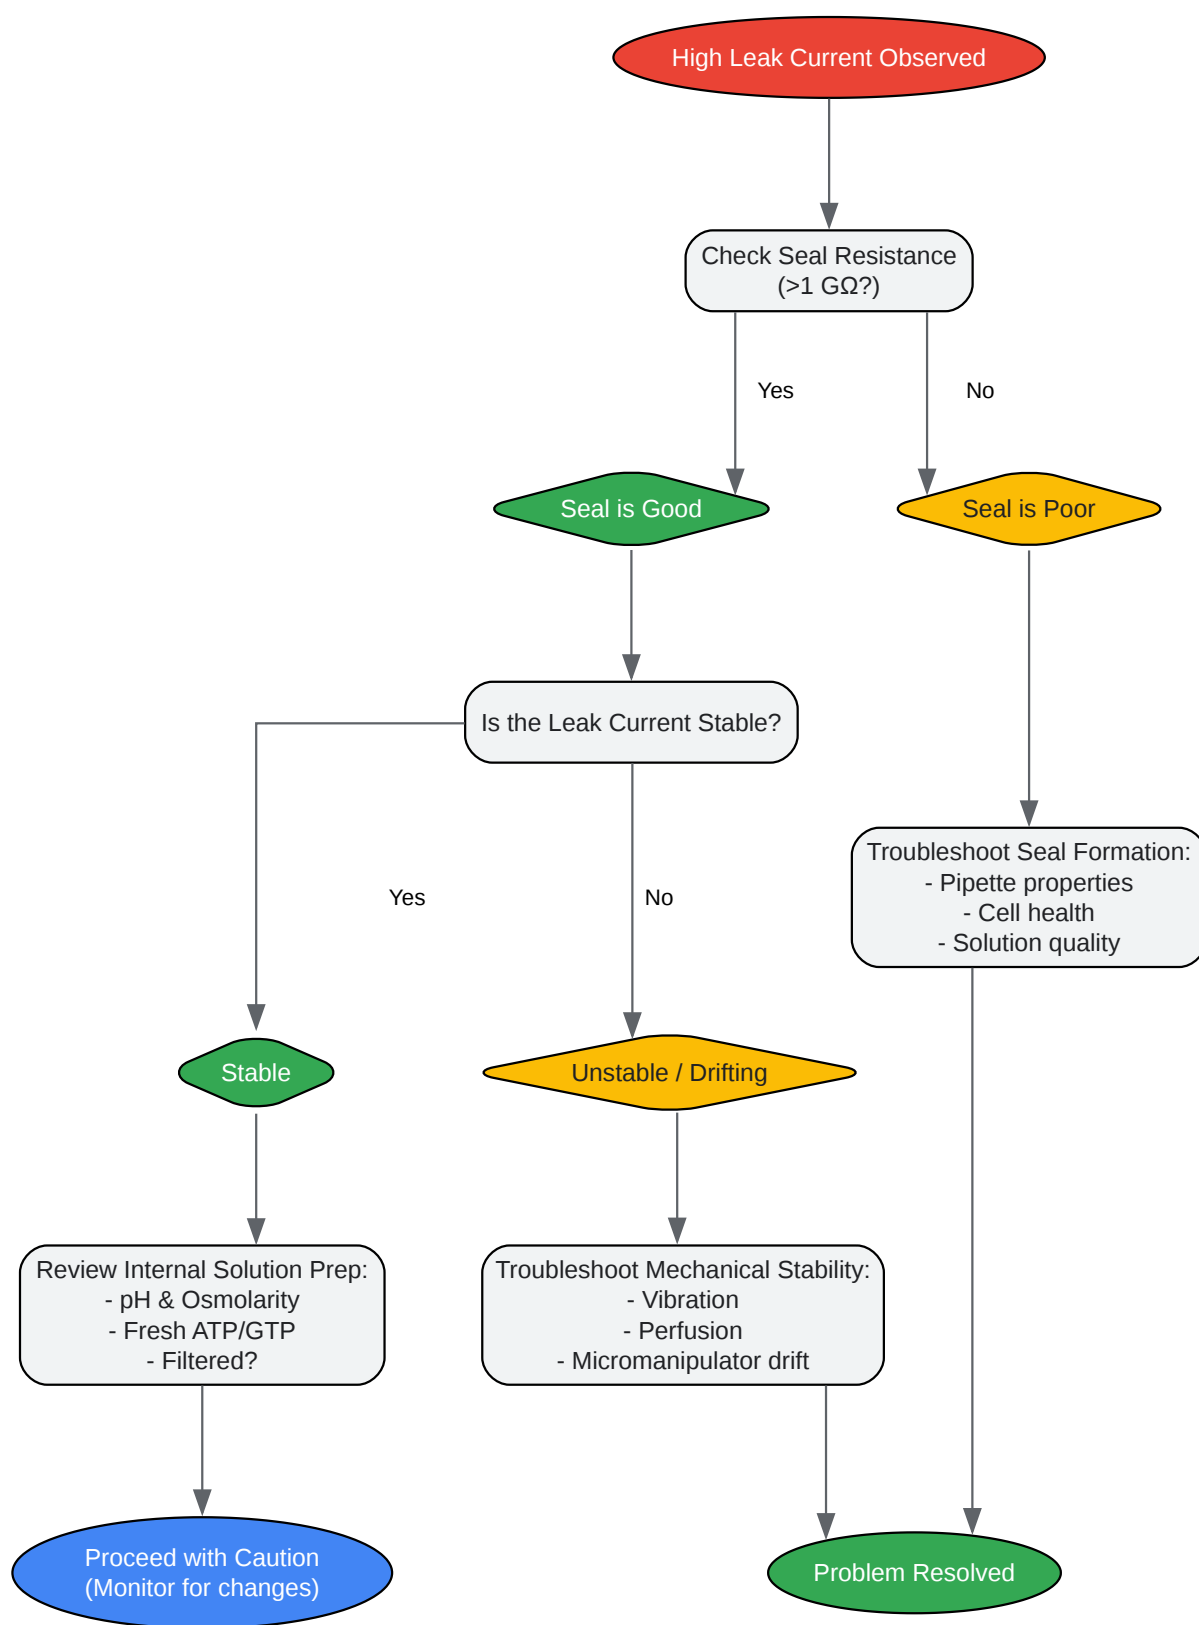 High Leak Current Observed
Check Seal Resistance
(>1 GΩ?)
Yes
No
Seal is Good
Seal is Poor
Is the Leak Current Stable?
Troubleshoot Seal Formation:
- Pipette properties
- Cell health
- Solution quality
Yes
No
Stable
Unstable / Drifting
Review Internal Solution Prep:
- pH & Osmolarity
- Fresh ATP/GTP
- Filtered?
Troubleshoot Mechanical Stability:
- Vibration
- Perfusion
- Micromanipulator drift
Proceed with Caution
(Monitor for changes)
Problem Resolved